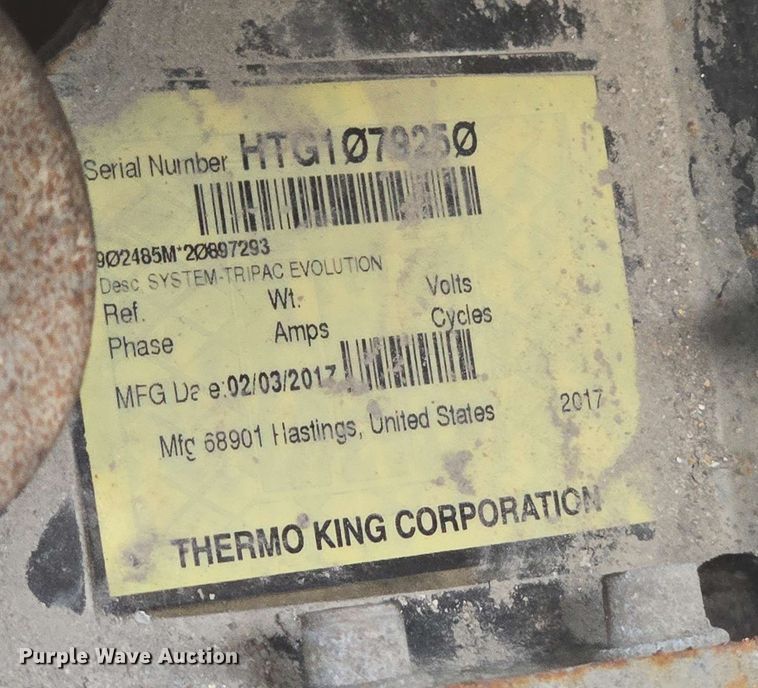 Serial Number HTG1Ø7925Ø
9Ø2485M*2Ø897293
Desc. SYSTEM-TRIPAC EVOLUTION
Ref. Wt. Volts
Phase Amps Cycles
MFG Da e:02/03/2017
Mfg 68901 Hastings, United States 2017
THERMO KING CORPORATION
Purple Wave Auction